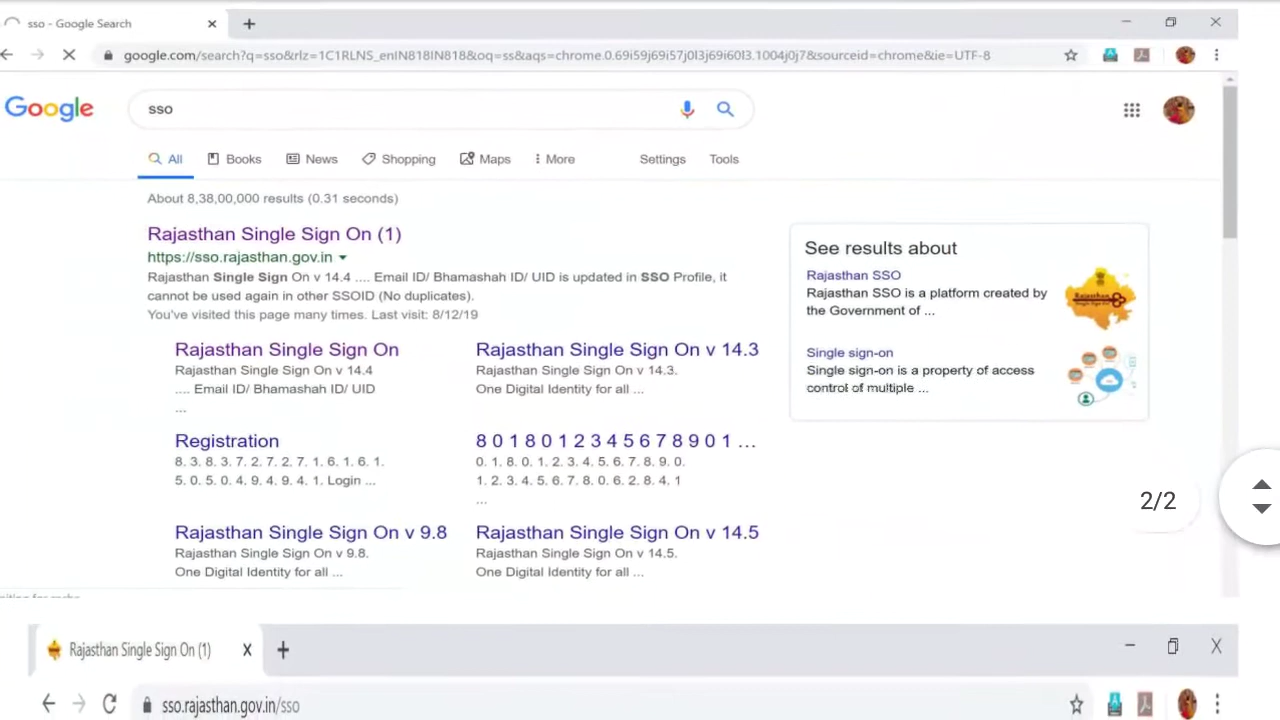 sso - Google Search
google.com/search?q=sso&rlz=1C1RLNS_enIN818IN818&oq=ss&aqs=chrome.0.69i59j69i57j0l3j69i60l3.1004j0j7&sourceid=chrome&ie=UTF-8
Google
sso
All Books News Shopping Maps More Settings Tools
About 8,38,00,000 results (0.31 seconds)
Rajasthan Single Sign On (1)
https://sso.rajasthan.gov.in
Rajasthan Single Sign On v 14.4 .... Email ID/ Bhamashah ID/ UID is updated in SSO Profile, it
cannot be used again in other SSOID (No duplicates).
You've visited this page many times. Last visit: 8/12/19
Rajasthan Single Sign On
Rajasthan Single Sign On v 14.4
.... Email ID/ Bhamashah ID/ UID
...
Rajasthan Single Sign On v 14.3
Rajasthan Single Sign On v 14.3.
One Digital Identity for all ...
Registration
8. 3. 8. 3. 7. 2. 7. 2. 7. 1. 6. 1. 6. 1.
5. 0. 5. 0. 4. 9. 4. 9. 4. 1. Login ...
8 0 1 8 0 1 2 3 4 5 6 7 8 9 0 1 ...
0. 1. 8. 0. 1. 2. 3. 4. 5. 6. 7. 8. 9. 0.
1. 2. 3. 4. 5. 6. 7. 8. 0. 6. 2. 8. 4. 1
...
Rajasthan Single Sign On v 9.8
Rajasthan Single Sign On v 9.8.
One Digital Identity for all ...
Rajasthan Single Sign On v 14.5
Rajasthan Single Sign On v 14.5.
One Digital Identity for all ...
See results about
Rajasthan SSO
Rajasthan SSO is a platform created by
the Government of ...
Rajasthan
Single sign-on
Single sign-on is a property of access
control of multiple ...
2/2
Rajasthan Single Sign On (1)
sso.rajasthan.gov.in/sso